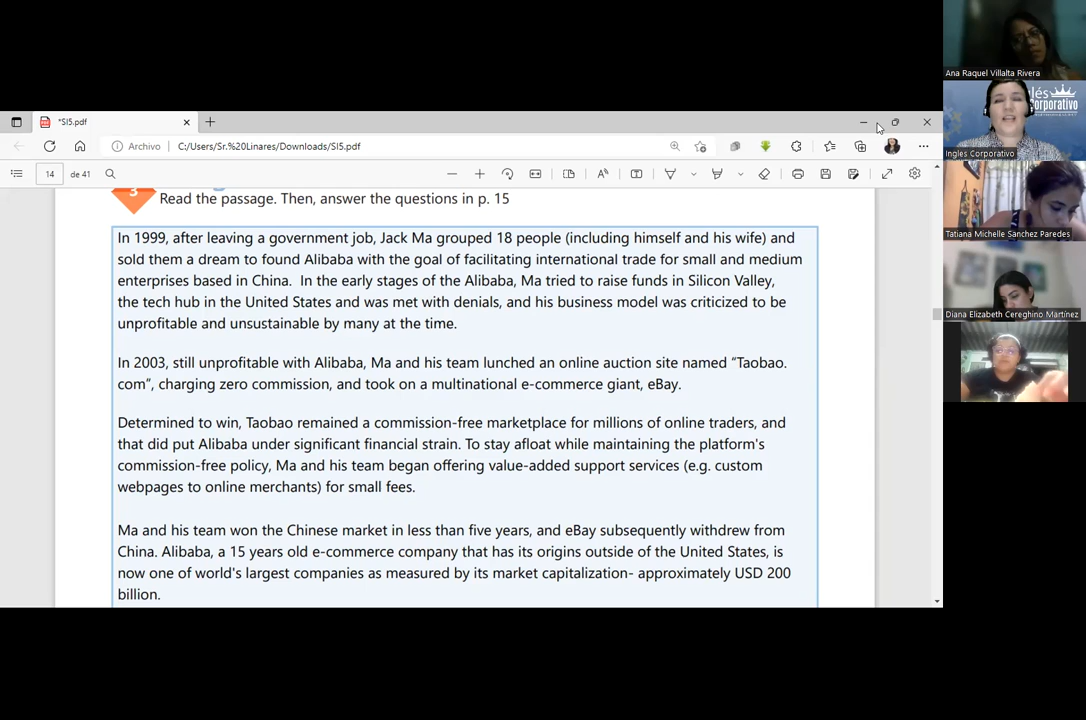 Ana Raquel Villalta Rivera
lés
orporativo
Ingles Corporativo
Tatiana Michelle Sanchez Paredes
Diana Elizabeth Cereghino Martínez
*SI5.pdf
Archivo
C:/Users/Sr.%20Linares/Downloads/SI5.pdf
14
de 41
3
Read the passage. Then, answer the questions in p. 15
In 1999, after leaving a government job, Jack Ma grouped 18 people (including himself and his wife) and
sold them a dream to found Alibaba with the goal of facilitating international trade for small and medium
enterprises based in China. In the early stages of the Alibaba, Ma tried to raise funds in Silicon Valley,
the tech hub in the United States and was met with denials, and his business model was criticized to be
unprofitable and unsustainable by many at the time.
In 2003, still unprofitable with Alibaba, Ma and his team lunched an online auction site named “Taobao.
com”, charging zero commission, and took on a multinational e-commerce giant, eBay.
Determined to win, Taobao remained a commission-free marketplace for millions of online traders, and
that did put Alibaba under significant financial strain. To stay afloat while maintaining the platform's
commission-free policy, Ma and his team began offering value-added support services (e.g. custom
webpages to online merchants) for small fees.
Ma and his team won the Chinese market in less than five years, and eBay subsequently withdrew from
China. Alibaba, a 15 years old e-commerce company that has its origins outside of the United States, is
now one of world's largest companies as measured by its market capitalization- approximately USD 200
billion.